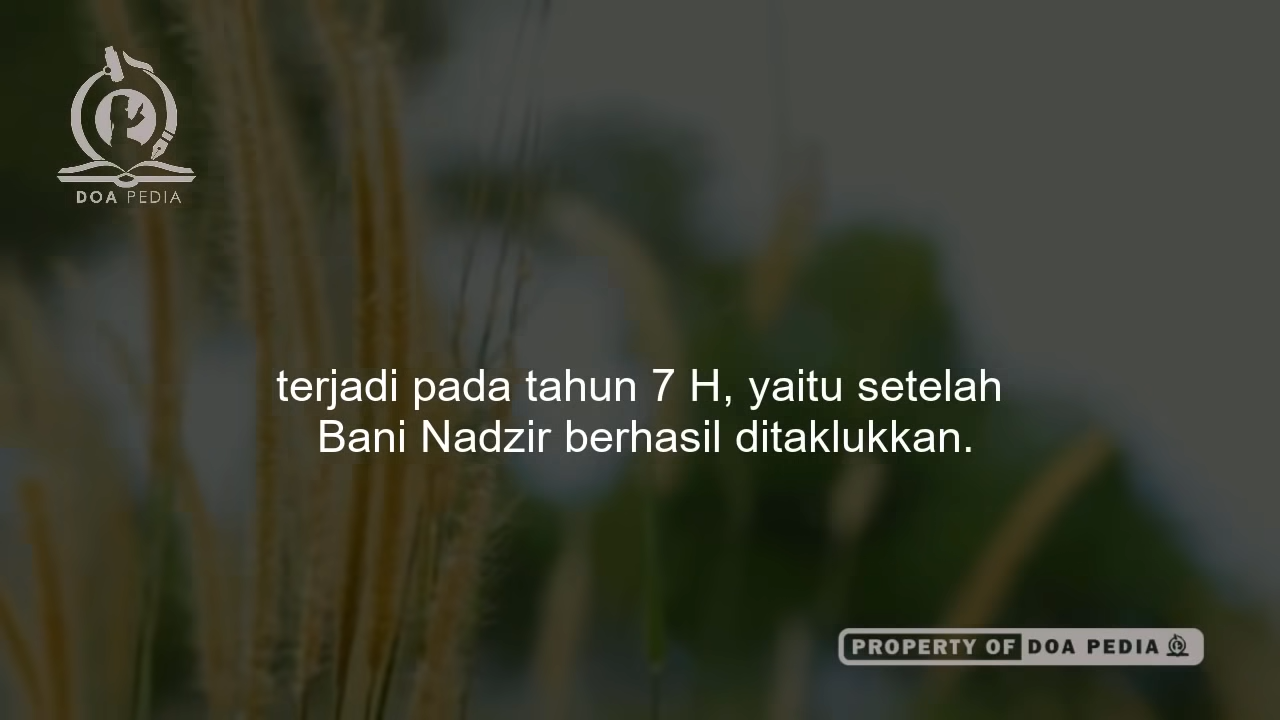 DOA PEDIA
terjadi pada tahun 7 H, yaitu setelah
Bani Nadzir berhasil ditaklukkan.
PROPERTY OF DOA PEDIA